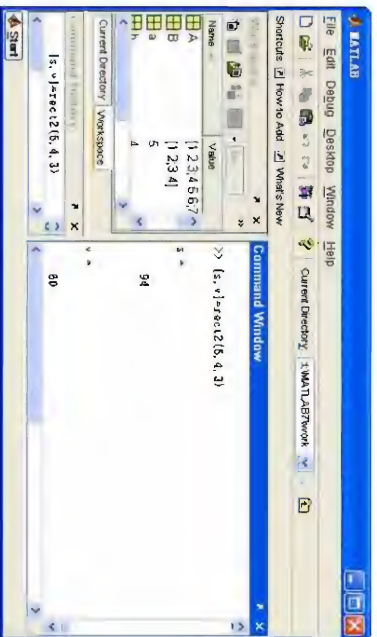 MATLAB
File Edit Debug Desktop Window Help
Current Directory: I:\MATLAB7\work
Shortcuts How to Add What's New
Name Value
A [1 2 3;4 5 6;7
B [1 2;3 4]
a 5
h 4
Current Directory Workspace
[s, v]=rect2(5, 4, 3)
Start
Command Window
>> [s, v]=rect2(5, 4, 3)
s =
94
v =
60